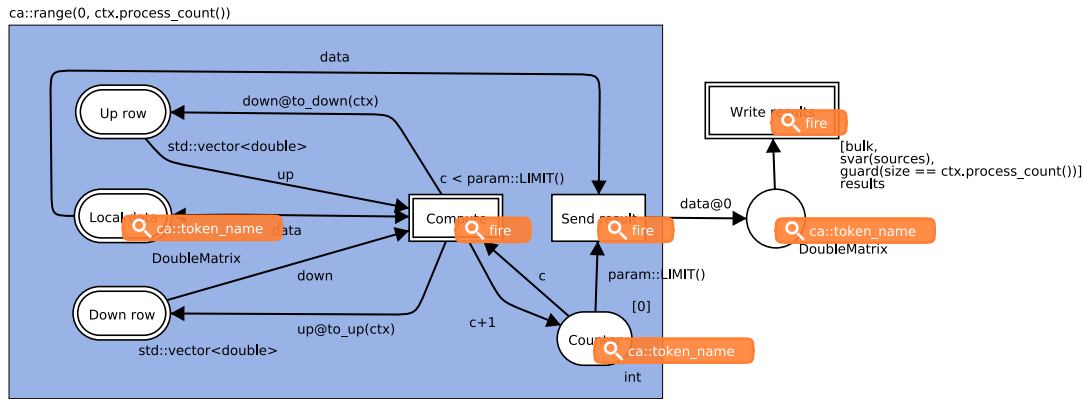 ca::range(0, ctx.process_count())
data
Up row
down@to_down(ctx)
Write results
fire
std::vector<double>
[bulk,
svar(sources),
guard(size == ctx.process_count())]
results
up
c < param::LIMIT()
Local data
ca::token_name
data
Compute
fire
Send result
fire
data@0
ca::token_name
DoubleMatrix
DoubleMatrix
down
c
param::LIMIT()
Down row
up@to_up(ctx)
c+1
[0]
std::vector<double>
Counter
ca::token_name
int